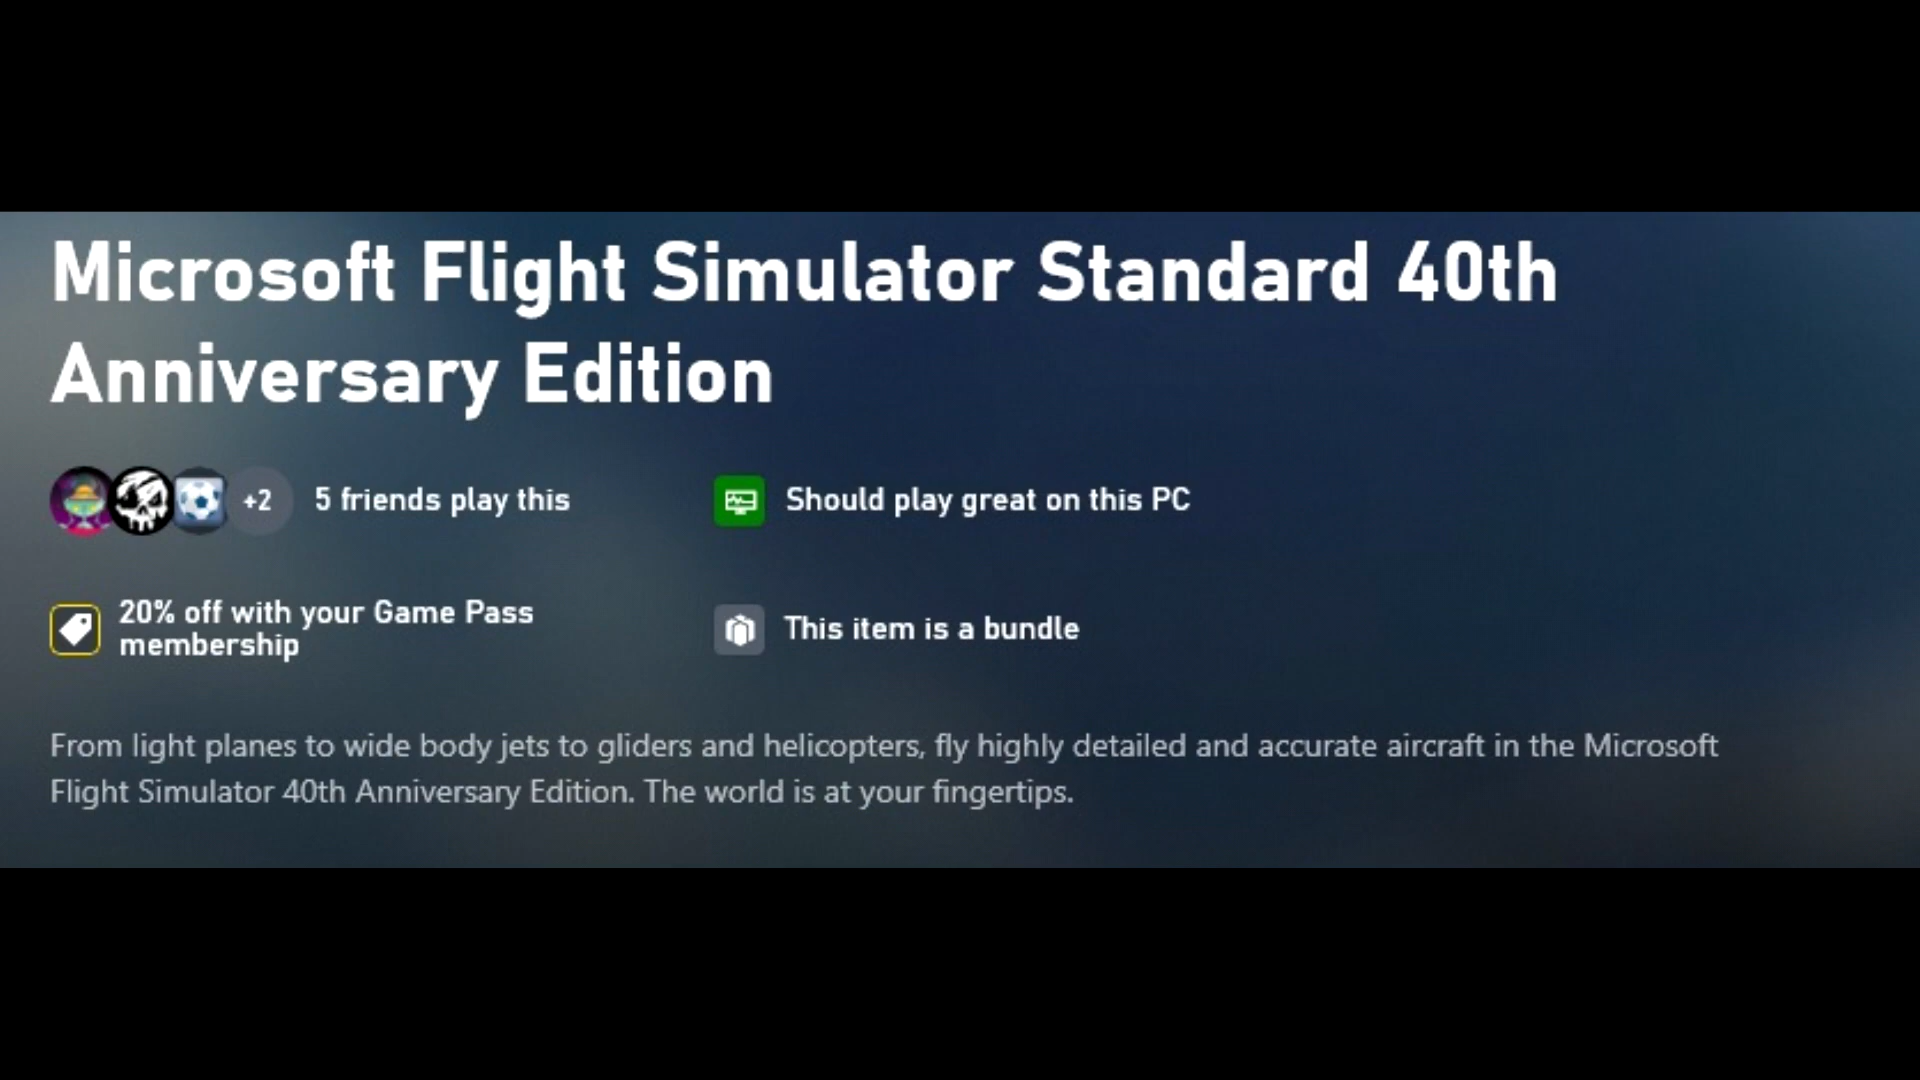 Microsoft Flight Simulator Standard 40th
Anniversary Edition
+2 5 friends play this
Should play great on this PC
20% off with your Game Pass
membership
This item is a bundle
From light planes to wide body jets to gliders and helicopters, fly highly detailed and accurate aircraft in the Microsoft
Flight Simulator 40th Anniversary Edition. The world is at your fingertips.